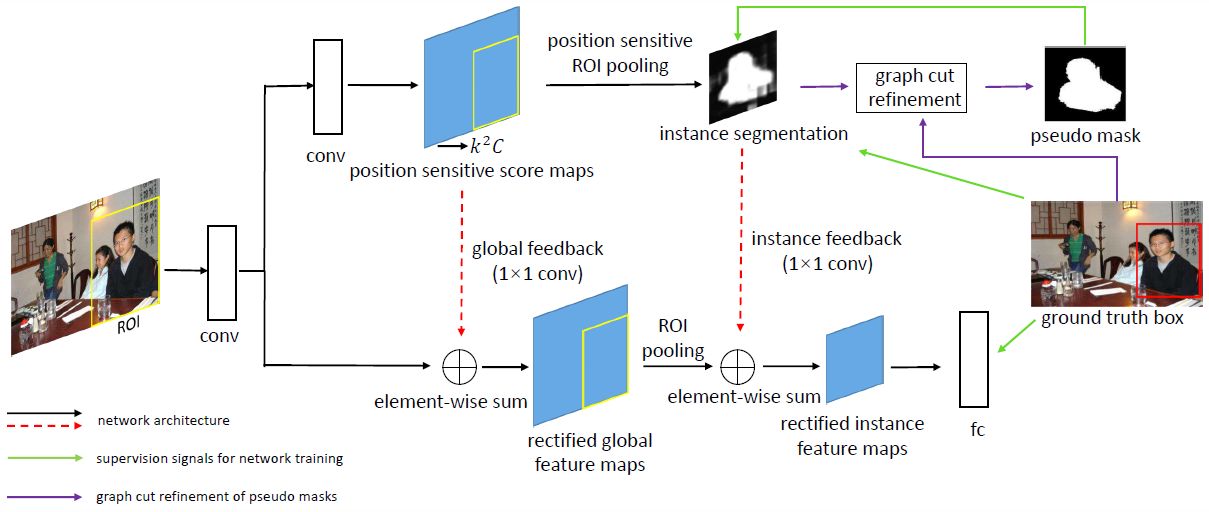 position sensitive
ROI pooling
graph cut
refinement
conv
k²C
position sensitive score maps
instance segmentation
pseudo mask
global feedback
(1×1 conv)
instance feedback
(1×1 conv)
ROI
conv
ground truth box
ROI
pooling
element-wise sum
element-wise sum
rectified global
feature maps
rectified instance
feature maps
fc
network architecture
supervision signals for network training
graph cut refinement of pseudo masks